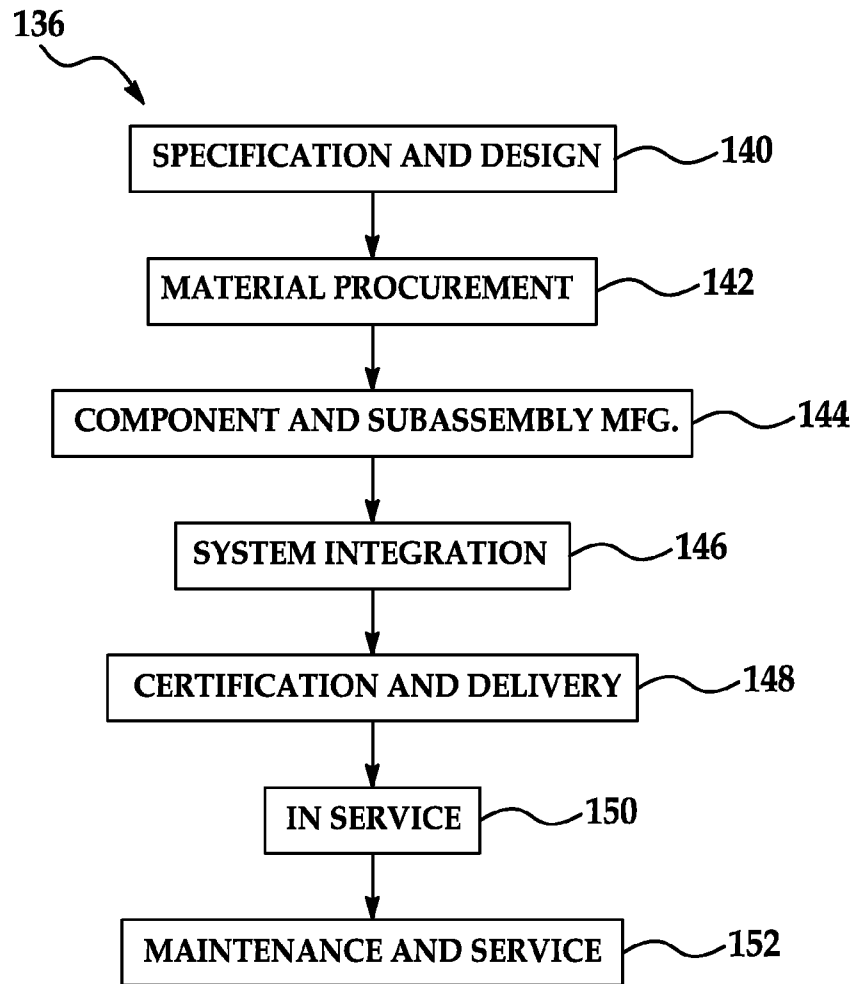 136
SPECIFICATION AND DESIGN
140
MATERIAL PROCUREMENT
142
COMPONENT AND SUBASSEMBLY MFG.
144
SYSTEM INTEGRATION
146
CERTIFICATION AND DELIVERY
148
IN SERVICE
150
MAINTENANCE AND SERVICE
152